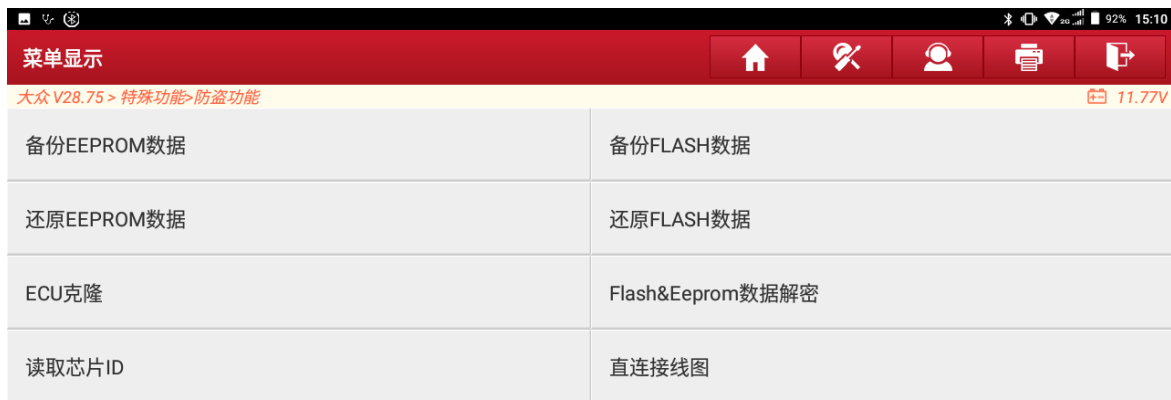 2G 92% 15:10
菜单显示
大众 V28.75 > 特殊功能>防盗功能 11.77V
备份EEPROM数据 备份FLASH数据
还原EEPROM数据 还原FLASH数据
ECU克隆 Flash&Eeprom数据解密
读取芯片ID 直连接线图